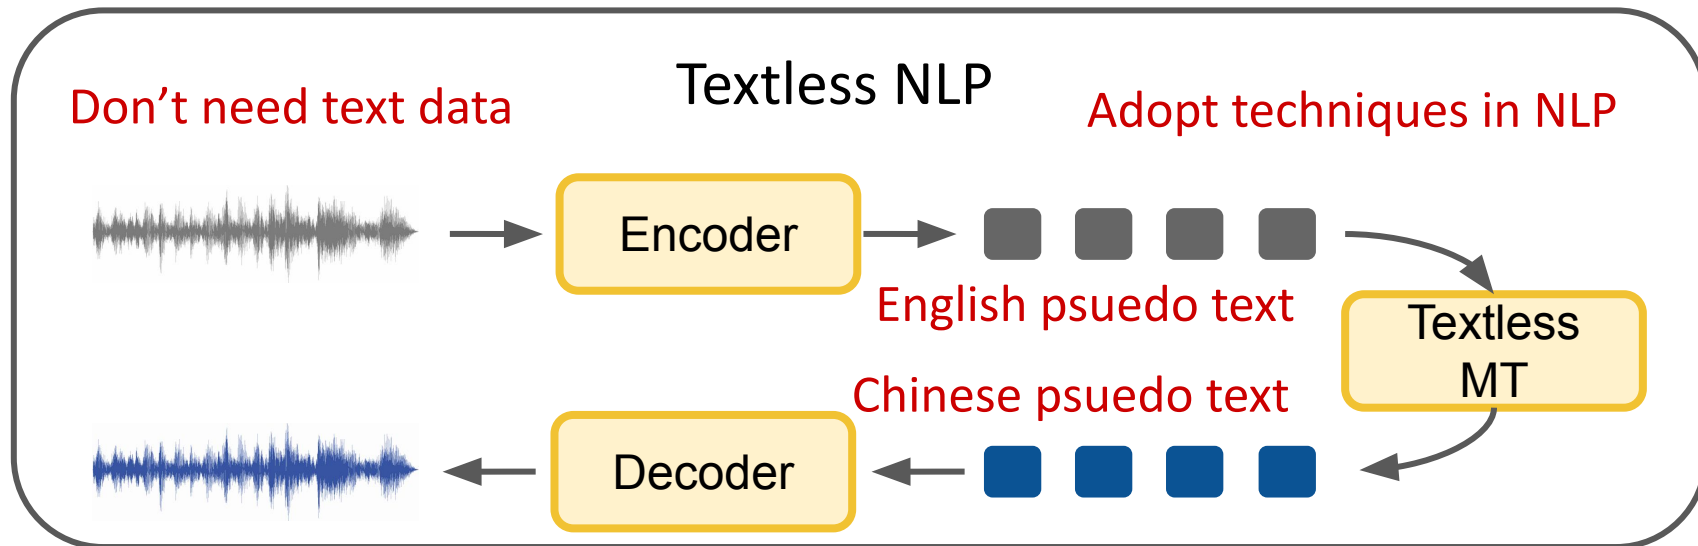 Textless NLP
Don't need text data
Adopt techniques in NLP
Encoder
English psuedo text
Textless
MT
Chinese psuedo text
Decoder